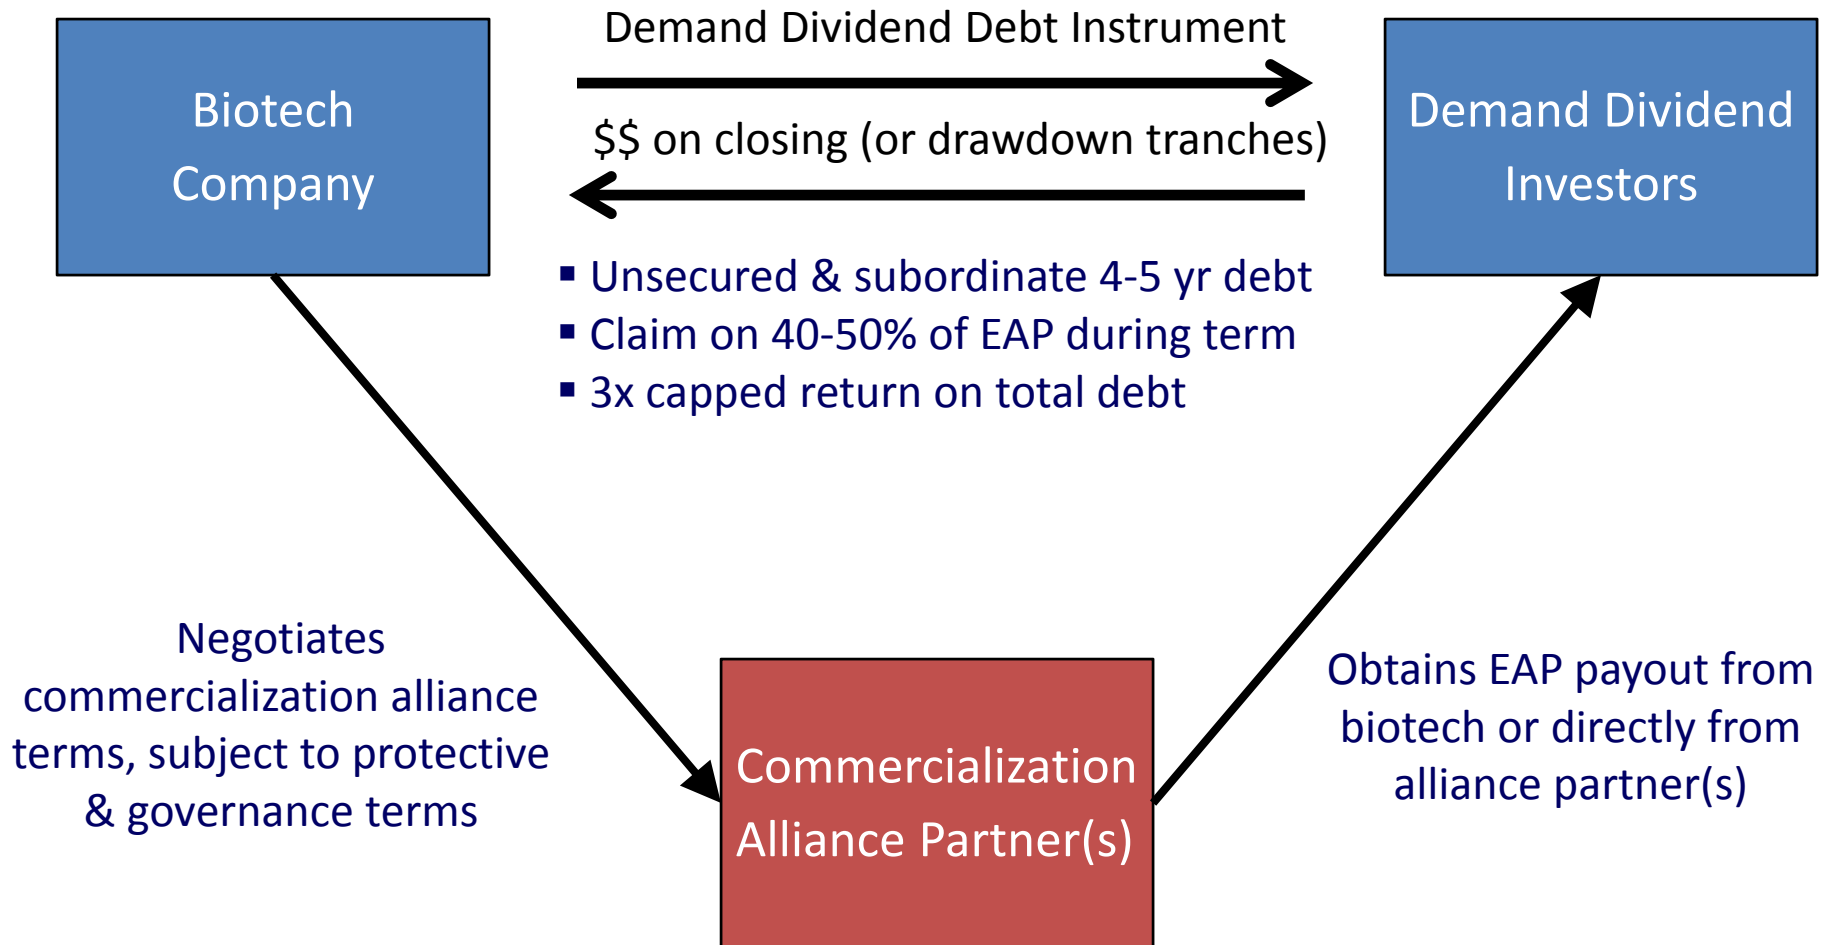 Demand Dividend Debt Instrument
Biotech
Company
$$ on closing (or drawdown tranches)
Demand Dividend
Investors
▪ Unsecured & subordinate 4-5 yr debt
▪ Claim on 40-50% of EAP during term
▪ 3x capped return on total debt
Negotiates
commercialization alliance
terms, subject to protective
& governance terms
Commercialization
Alliance Partner(s)
Obtains EAP payout from
biotech or directly from
alliance partner(s)